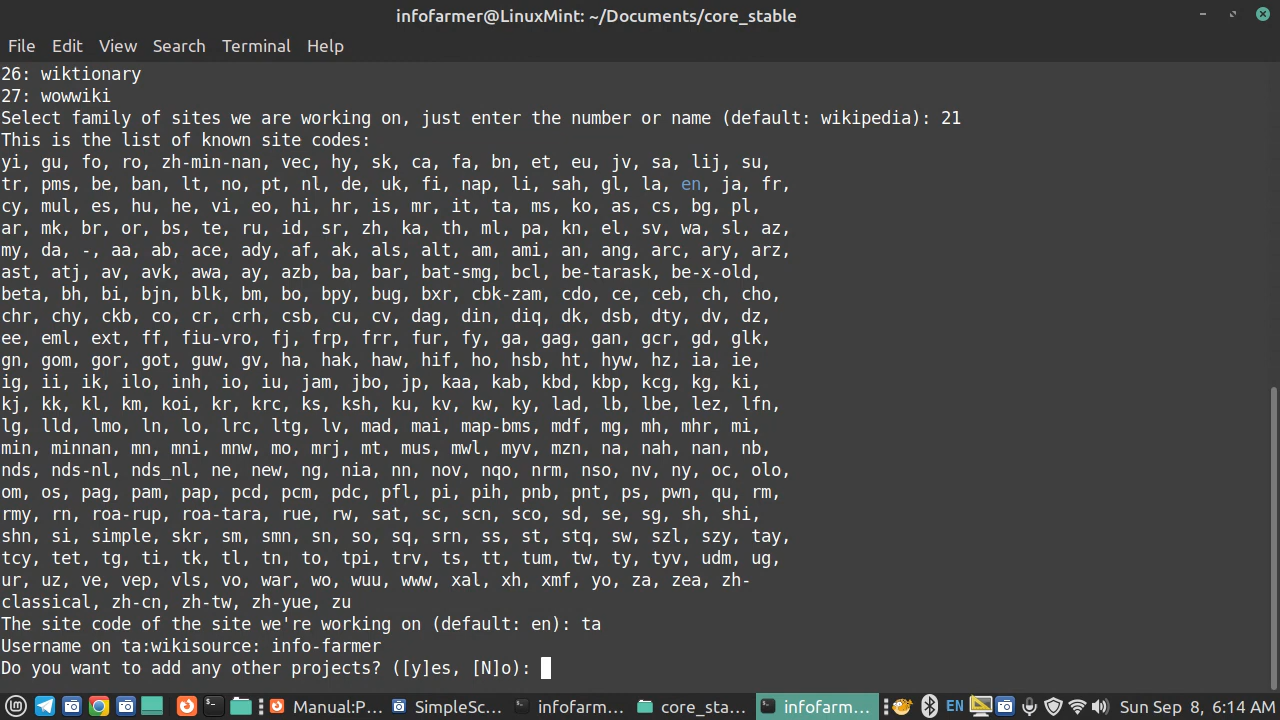 infofarmer@LinuxMint: ~/Documents/core_stable
File Edit View Search Terminal Help
26: wiktionary
27: wowwiki
Select family of sites we are working on, just enter the number or name (default: wikipedia): 21
This is the list of known site codes:
yi, gu, fo, ro, zh-min-nan, vec, hy, sk, ca, fa, bn, et, eu, jv, sa, lij, su,
tr, pms, be, ban, lt, no, pt, nl, de, uk, fi, nap, li, sah, gl, la, en, ja, fr,
cy, mul, es, hu, he, vi, eo, hi, hr, is, mr, it, ta, ms, ko, as, cs, bg, pl,
ar, mk, br, or, bs, te, ru, id, sr, zh, ka, th, ml, pa, kn, el, sv, wa, sl, az,
my, da, -, aa, ab, ace, ady, af, ak, als, alt, am, ami, an, ang, arc, ary, arz,
ast, atj, av, avk, awa, ay, azb, ba, bar, bat-smg, bcl, be-tarask, be-x-old,
beta, bh, bi, bjn, blk, bm, bo, bpy, bug, bxr, cbk-zam, cdo, ce, ceb, ch, cho,
chr, chy, ckb, co, cr, crh, csb, cu, cv, dag, din, diq, dk, dsb, dty, dv, dz,
ee, eml, ext, ff, fiu-vro, fj, frp, frr, fur, fy, ga, gag, gan, gcr, gd, glk,
gn, gom, gor, got, guw, gv, ha, hak, haw, hif, ho, hsb, ht, hyw, hz, ia, ie,
ig, ii, ik, ilo, inh, io, iu, jam, jbo, jp, kaa, kab, kbd, kbp, kcg, kg, ki,
kj, kk, kl, km, koi, kr, krc, ks, ksh, ku, kv, kw, ky, lad, lb, lbe, lez, lfn,
lg, lld, lmo, ln, lo, lrc, ltg, lv, mad, mai, map-bms, mdf, mg, mh, mhr, mi,
min, minnan, mn, mni, mnw, mo, mrj, mt, mus, mwl, myv, mzn, na, nah, nan, nb,
nds, nds-nl, nds_nl, ne, new, ng, nia, nn, nov, nqo, nrm, nso, nv, ny, oc, olo,
om, os, pag, pam, pap, pcd, pcm, pdc, pfl, pi, pih, pnb, pnt, ps, pwn, qu, rm,
rmy, rn, roa-rup, roa-tara, rue, rw, sat, sc, scn, sco, sd, se, sg, sh, shi,
shn, si, simple, skr, sm, smn, sn, so, sq, srn, ss, st, stq, sw, szl, szy, tay,
tcy, tet, tg, ti, tk, tl, tn, to, tpi, trv, ts, tt, tum, tw, ty, tyv, udm, ug,
ur, uz, ve, vep, vls, vo, war, wo, wuu, www, xal, xh, xmf, yo, za, zea, zh-
classical, zh-cn, zh-tw, zh-yue, zu
The site code of the site we're working on (default: en): ta
Username on ta:wikisource: info-farmer
Do you want to add any other projects? ([y]es, [N]o):
Manual:P... SimpleSc... infofarm... core_sta... infofarm... EN Sun Sep 8, 6:14 AM